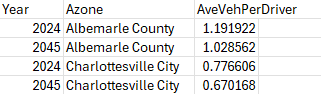 Year Azone AveVehPerDriver
2024 Albemarle County 1.191922
2045 Albemarle County 1.028562
2024 Charlottesville City 0.776606
2045 Charlottesville City 0.670168